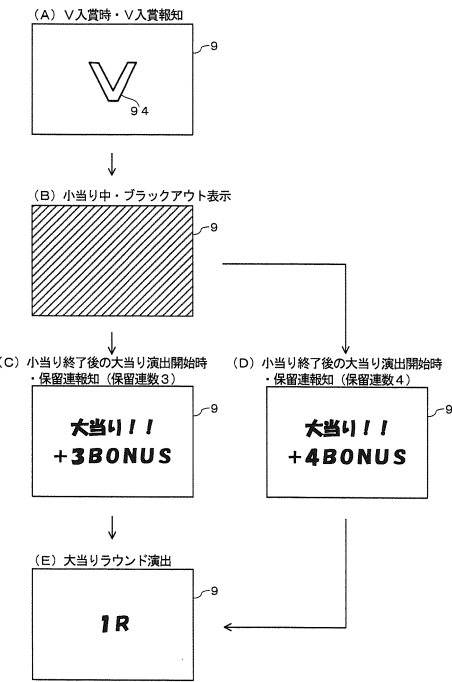 （A）Ｖ入賞時・Ｖ入賞報知
9
V
94
（B）小当り中・ブラックアウト表示
9
（C）小当り終了後の大当り演出開始時
・保留連報知（保留連数３）
9
大当り！！
+3BONUS
（D）小当り終了後の大当り演出開始時
・保留連報知（保留連数４）
9
大当り！！
+4BONUS
（E）大当りラウンド演出
9
1R